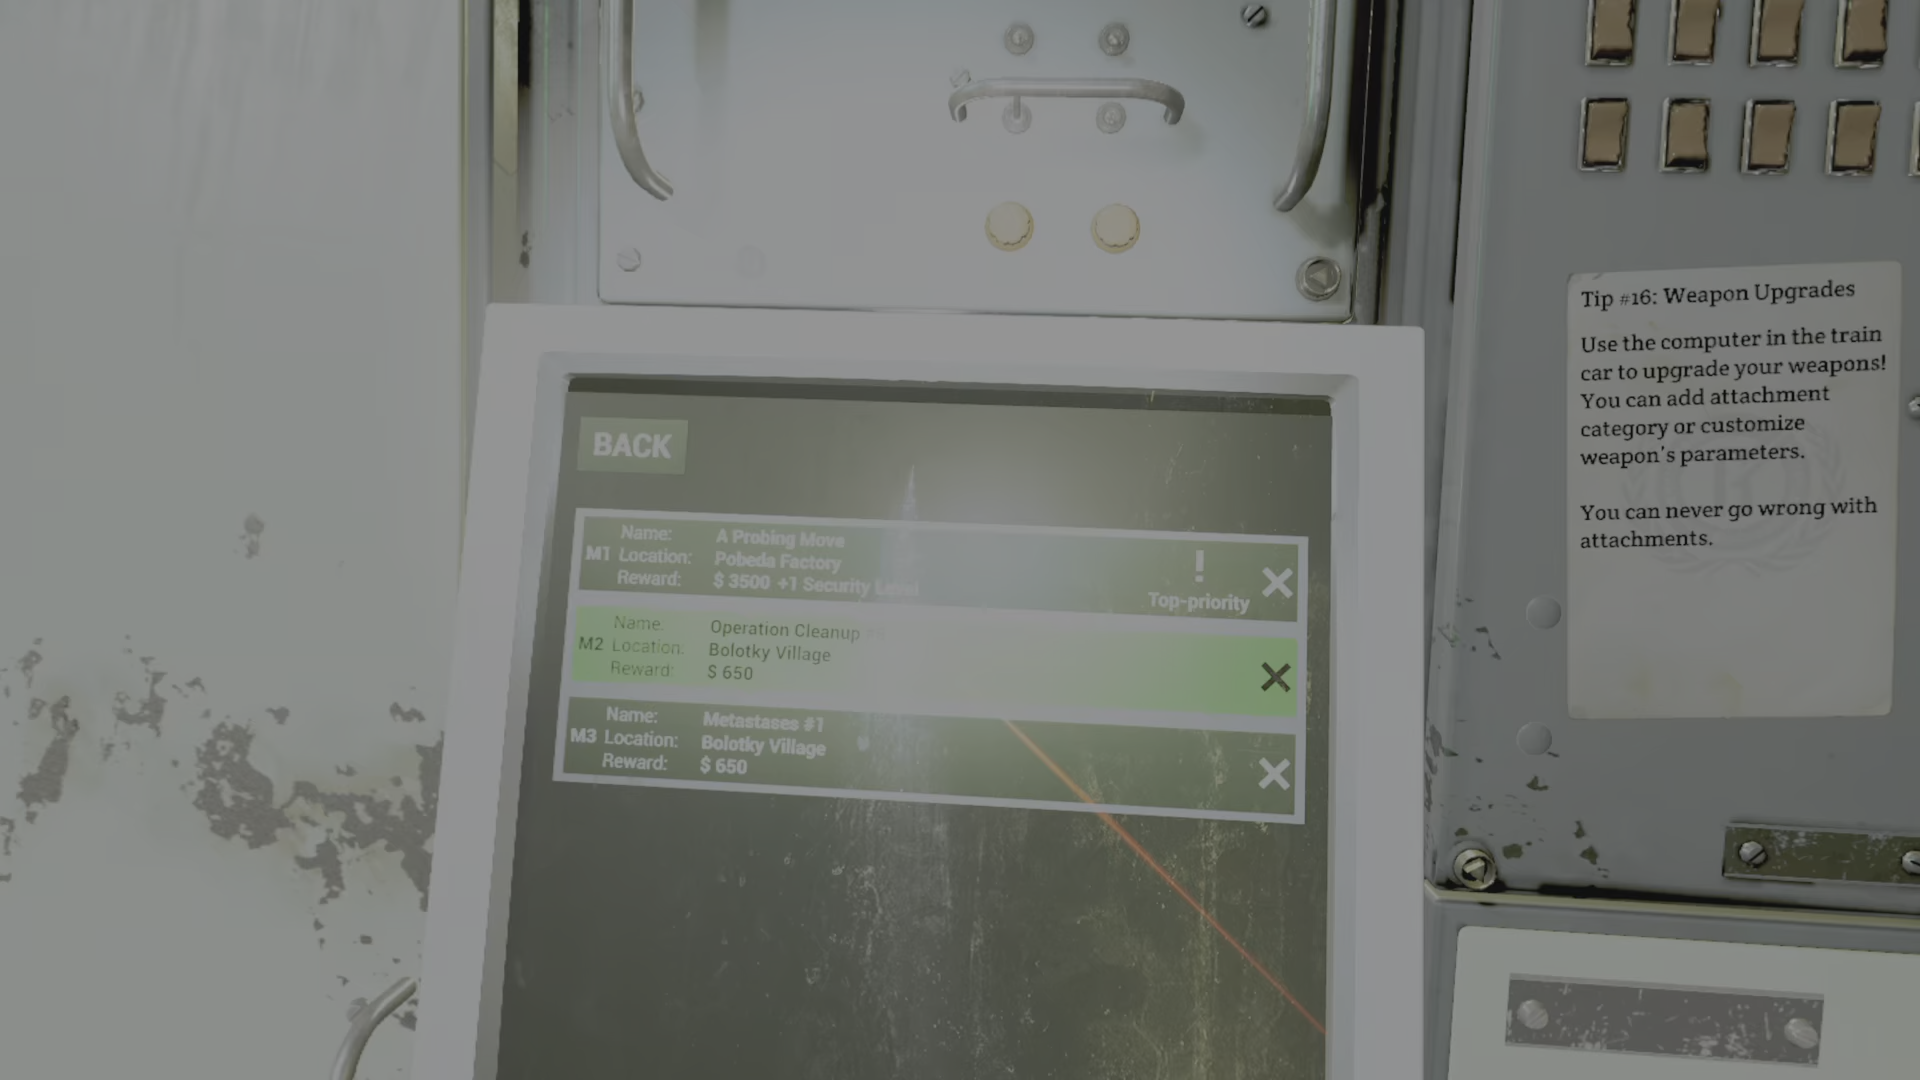 BACK
Name: A Probing Move
M1 Location: Pobeda Factory
Reward: $ 3500 +1 Security Level
!
Top-priority
Name: Operation Cleanup
M2 Location: Bolotky Village
Reward: $ 650
Name: Metastases #1
M3 Location: Bolotky Village
Reward: $ 650
Tip #16: Weapon Upgrades
Use the computer in the train
car to upgrade your weapons!
You can add attachment
category or customize
weapon's parameters.
You can never go wrong with
attachments.